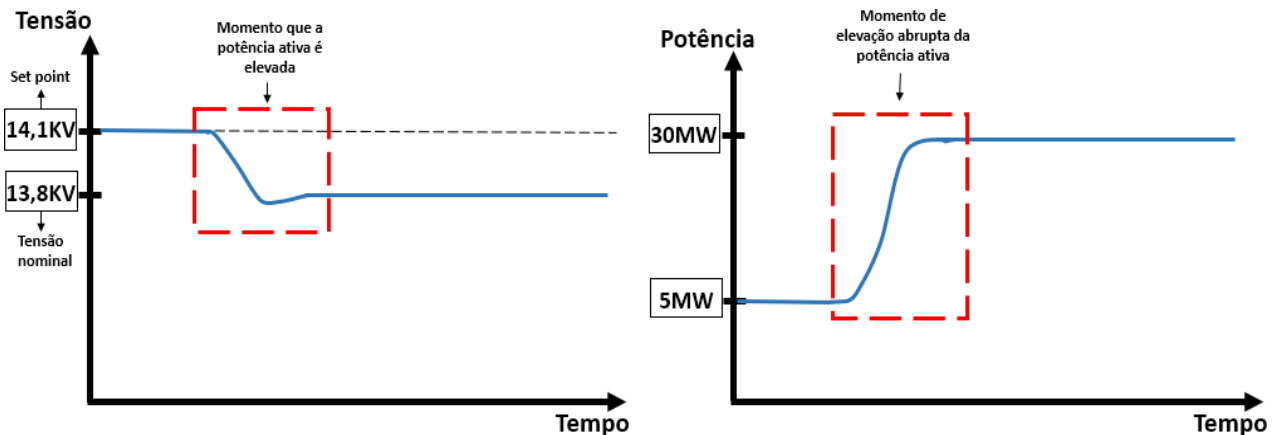 Tensão
Momento que a
potência ativa é
elevada
Set point
14,1KV
13,8KV
Tensão
nominal
Tempo
Potência
Momento de
elevação abrupta da
potência ativa
30MW
5MW
Tempo